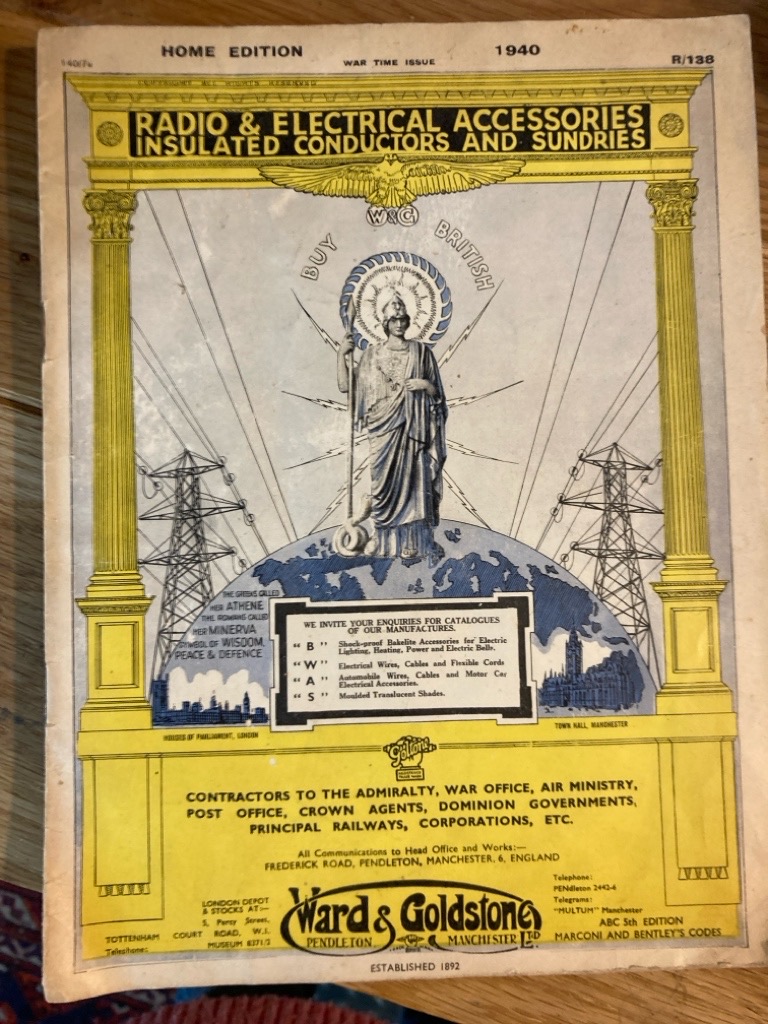 HOME EDITION
WAR TIME ISSUE
1940
R/138
RADIO & ELECTRICAL ACCESSORIES
INSULATED CONDUCTORS AND SUNDRIES
W&G
BUY BRITISH
THE GREEKS CALLED
HER ATHENE
THE ROMANS CALLED
HER MINERVA
SYMBOL OF WISDOM,
PEACE & DEFENCE
WE INVITE YOUR ENQUIRIES FOR CATALOGUES
OF OUR MANUFACTURES.
"B" Shock-proof Bakelite Accessories for Electric
Lighting, Heating, Power and Electric Bells.
"W" Electrical Wires, Cables and Flexible Cords
"A" Automobile Wires, Cables and Motor Car
Electrical Accessories.
"S" Moulded Translucent Shades.
HOUSES OF PARLIAMENT, LONDON
TOWN HALL, MANCHESTER
Goltone
CONTRACTORS TO THE ADMIRALTY, WAR OFFICE, AIR MINISTRY,
POST OFFICE, CROWN AGENTS, DOMINION GOVERNMENTS,
PRINCIPAL RAILWAYS, CORPORATIONS, ETC.
All Communications to Head Office and Works:—
FREDERICK ROAD, PENDLETON, MANCHESTER, 6, ENGLAND
LONDON DEPOT
& STOCKS AT:—
5, Percy Street,
TOTTENHAM COURT ROAD, W.1.
Telephone: MUSEUM 8371/2
Ward & Goldstone LTD
PENDLETON MANCHESTER
Telephone:
PENdleton 2442-6
Telegrams:
"MULTUM" Manchester
ABC 5th EDITION
MARCONI AND BENTLEY'S CODES
ESTABLISHED 1892